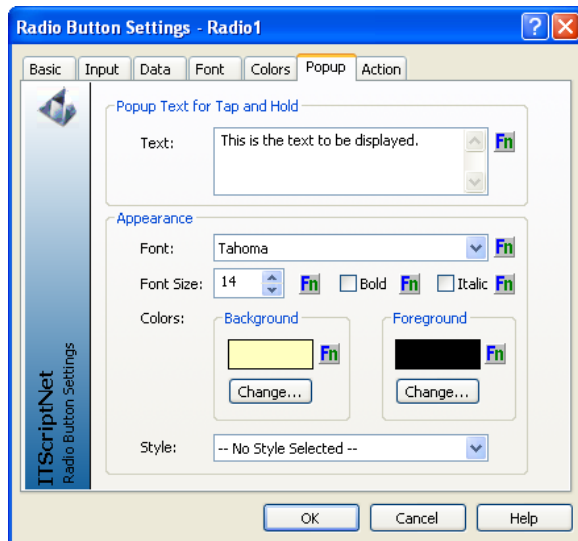 Radio Button Settings - Radio1
Basic Input Data Font Colors Popup Action
Popup Text for Tap and Hold
Text: This is the text to be displayed. Fn
Appearance
Font: Tahoma Fn
Font Size: 14 Fn Bold Fn Italic Fn
Colors: Background Foreground
Fn Fn
Change... Change...
Style: -- No Style Selected --
ITScriptNet
Radio Button Settings
OK Cancel Help